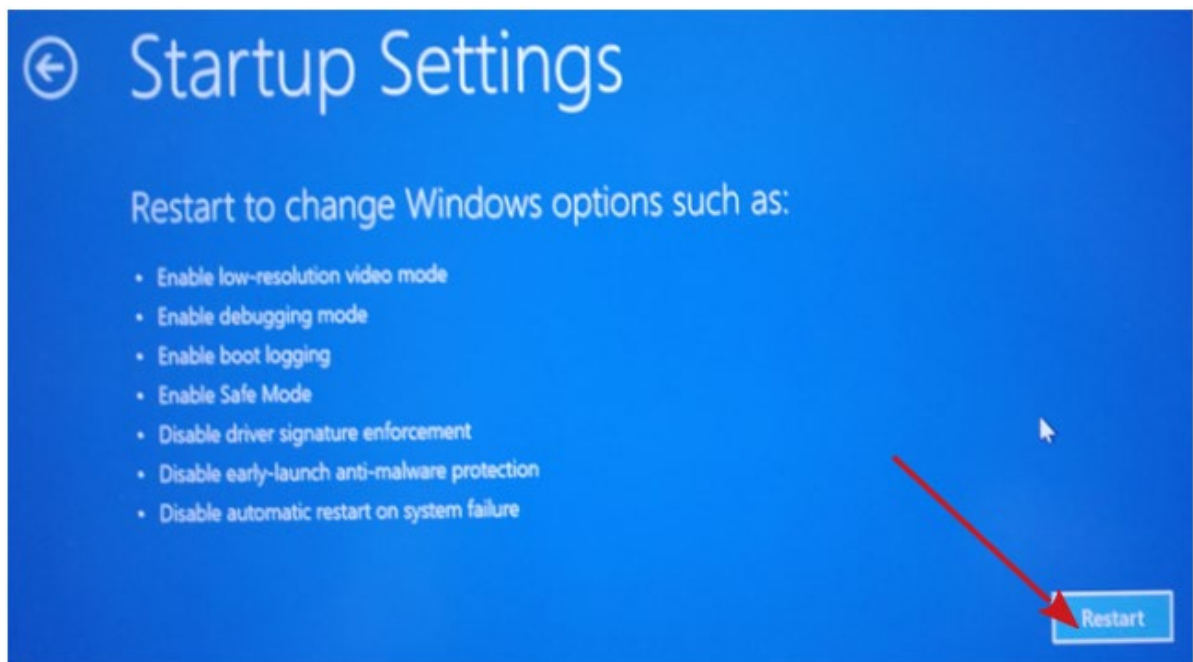 Startup Settings
Restart to change Windows options such as:
• Enable low-resolution video mode
• Enable debugging mode
• Enable boot logging
• Enable Safe Mode
• Disable driver signature enforcement
• Disable early-launch anti-malware protection
• Disable automatic restart on system failure
Restart